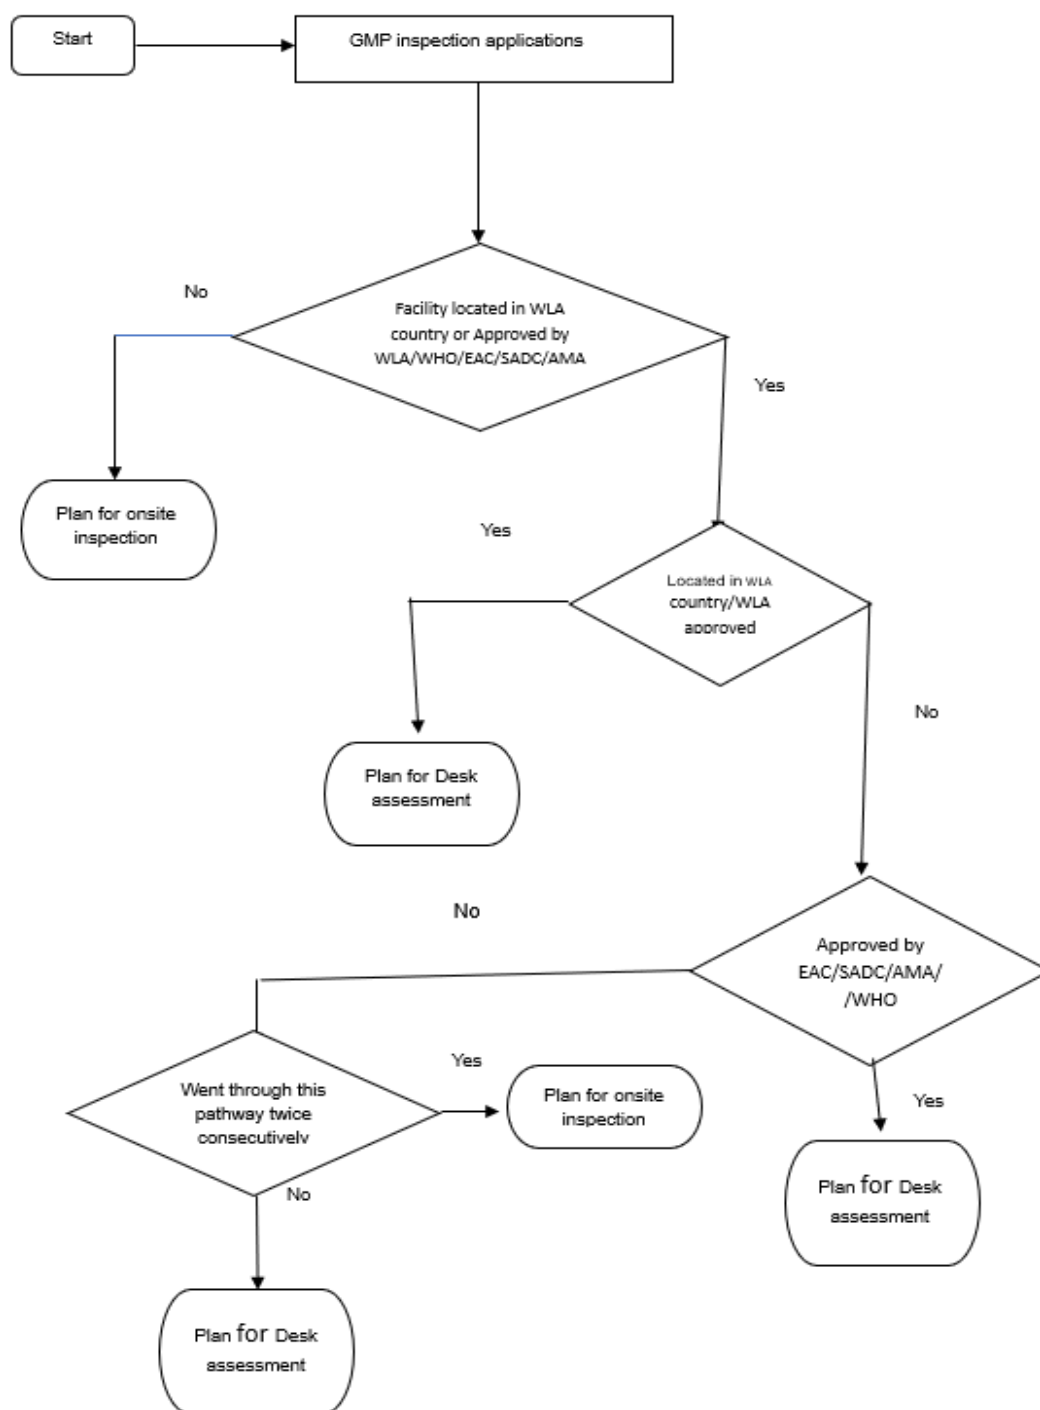 Start
GMP inspection applications
No
Facility located in WLA
country or Approved by
WLA/WHO/EAC/SADC/AMA
Yes
Plan for onsite
inspection
Yes
Located in WLA
country/WLA
approved
No
Plan for Desk
assessment
No
Approved by
EAC/SADC/AMA/
/WHO
Went through this
pathway twice
consecutively
Yes
Plan for onsite
inspection
Yes
No
Plan for Desk
assessment
Plan for Desk
assessment